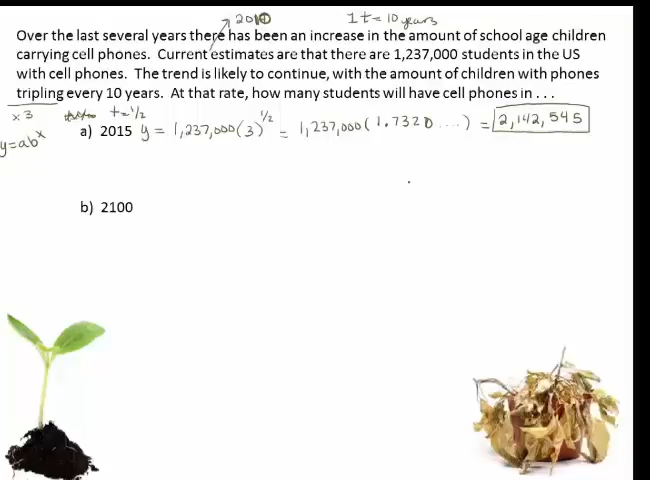 2010 1t = 10 years
Over the last several years there has been an increase in the amount of school age children
carrying cell phones. Current estimates are that there are 1,237,000 students in the US
with cell phones. The trend is likely to continue, with the amount of children with phones
tripling every 10 years. At that rate, how many students will have cell phones in . . .
x3 t=1/2
y=ab^x
a) 2015 y = 1,237,000(3)^1/2 = 1,237,000(1.7320....) = 2,142,545
b) 2100